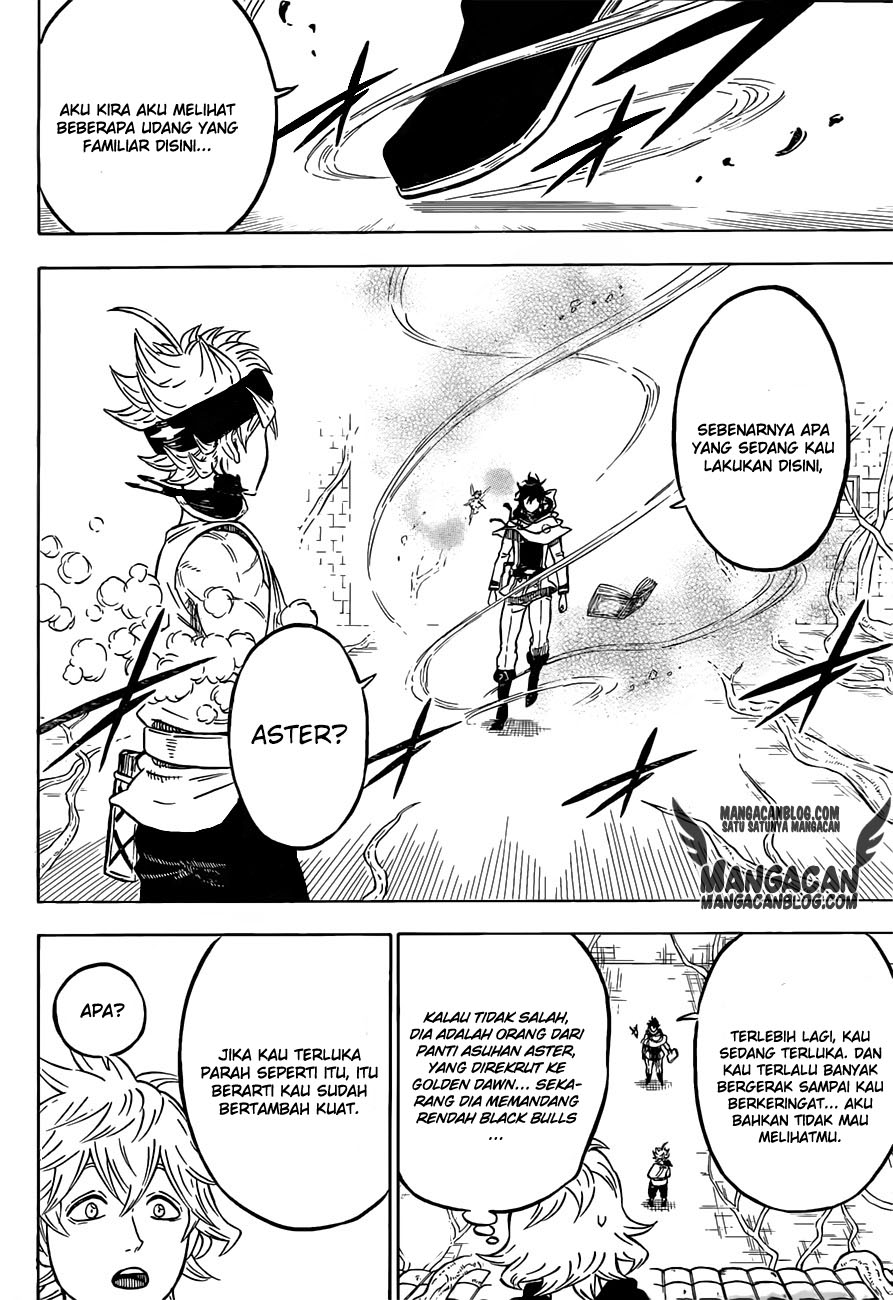 AKU KIRA AKU MELIHAT
BEBERAPA UDANG YANG
FAMILIAR DISINI...
SEBENARNYA APA
YANG SEDANG KAU
LAKUKAN DISINI,
ASTER?
MANGACANBLOG.COM
SATU SATUNYA MANGACAN
MANGACAN
MANGACANBLOG.COM
TERLEBIH LAGI, KAU
SEDANG TERLUKA. DAN
KAU TERLALU BANYAK
BERGERAK SAMPAI KAU
BERKERINGAT... AKU
BAHKAN TIDAK MAU
MELIHATMU.
KALAU TIDAK SALAH,
DIA ADALAH ORANG DARI
PANTI ASUHAN ASTER,
YANG DIREKRUT KE
GOLDEN DAWN... SEKA-
RANG DIA MEMANDANG
RENDAH BLACK BULLS
...
JIKA KAU TERLUKA
PARAH SEPERTI ITU, ITU
BERARTI KAU SUDAH
BERTAMBAH KUAT.
APA?